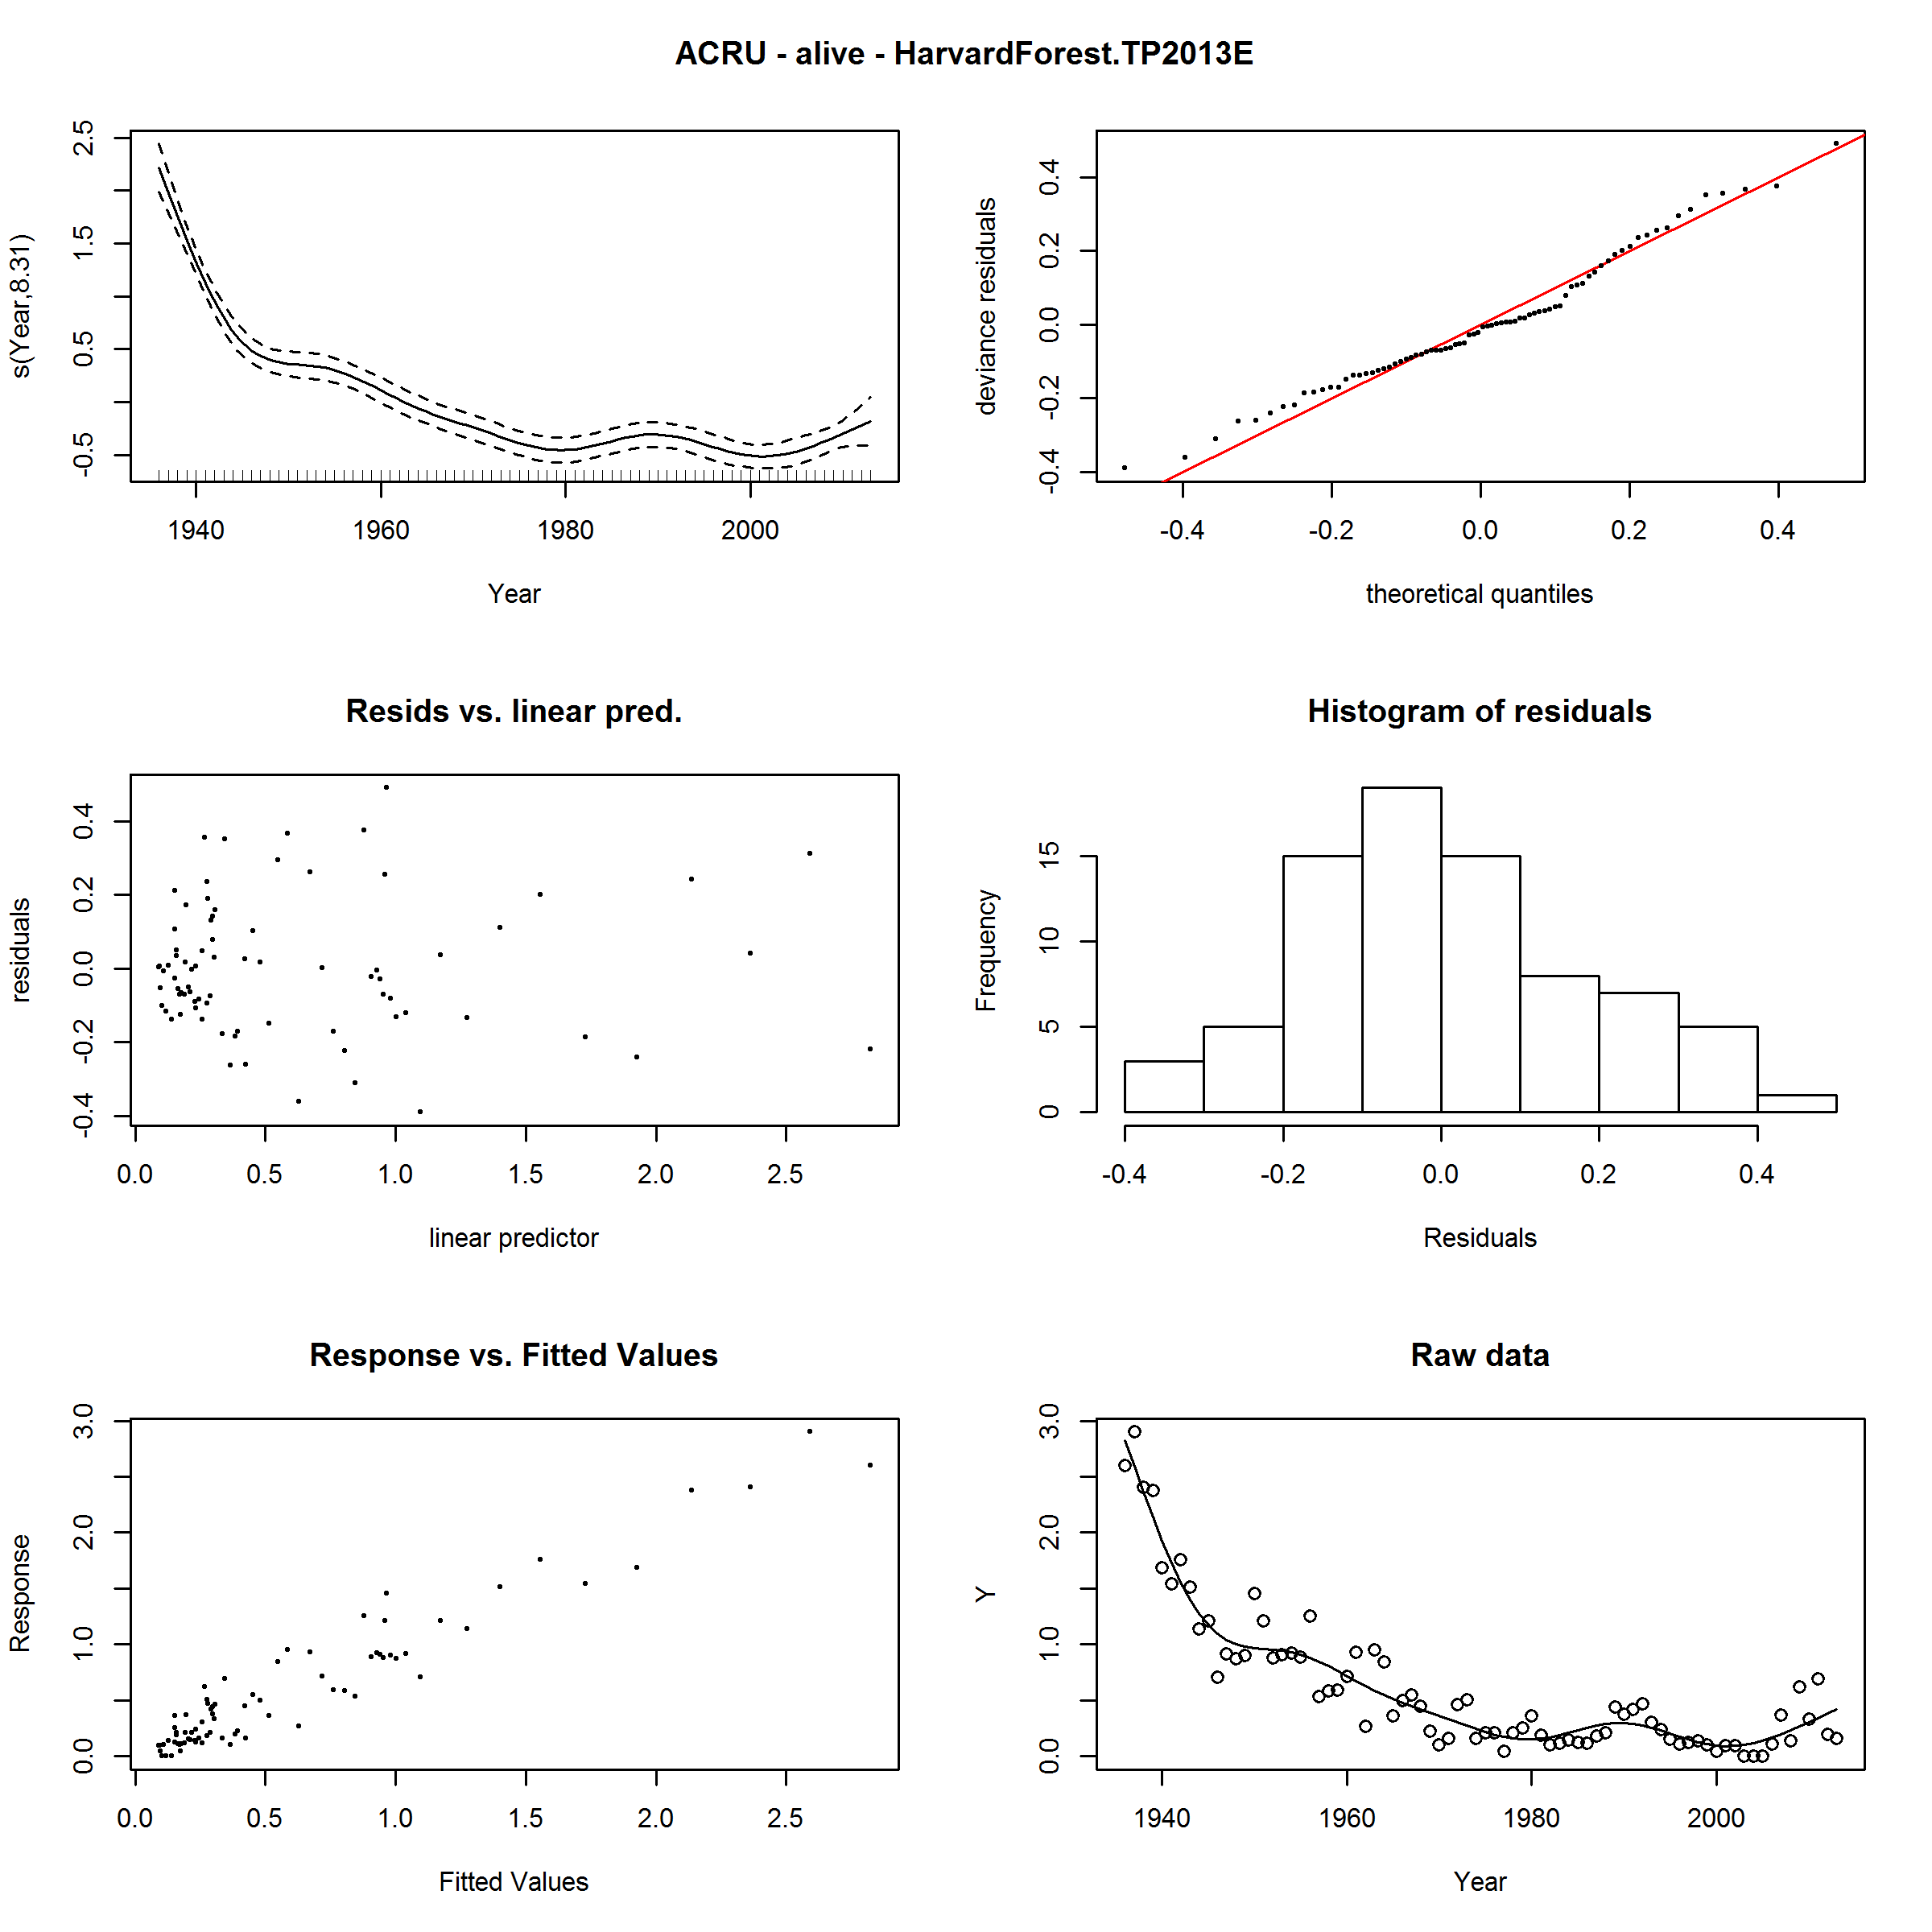 ACRU - alive - HarvardForest.TP2013E
s(Year,8.31)
-0.5 0.5 1.5 2.5
1940 1960 1980 2000
Year
deviance residuals
-0.4 -0.2 0.0 0.2 0.4
-0.4 -0.2 0.0 0.2 0.4
theoretical quantiles
Resids vs. linear pred.
residuals
-0.4 -0.2 0.0 0.2 0.4
0.0 0.5 1.0 1.5 2.0 2.5
linear predictor
Histogram of residuals
Frequency
0 5 10 15
-0.4 -0.2 0.0 0.2 0.4
Residuals
Response vs. Fitted Values
Response
0.0 1.0 2.0 3.0
0.0 0.5 1.0 1.5 2.0 2.5
Fitted Values
Raw data
Y
0.0 1.0 2.0 3.0
1940 1960 1980 2000
Year